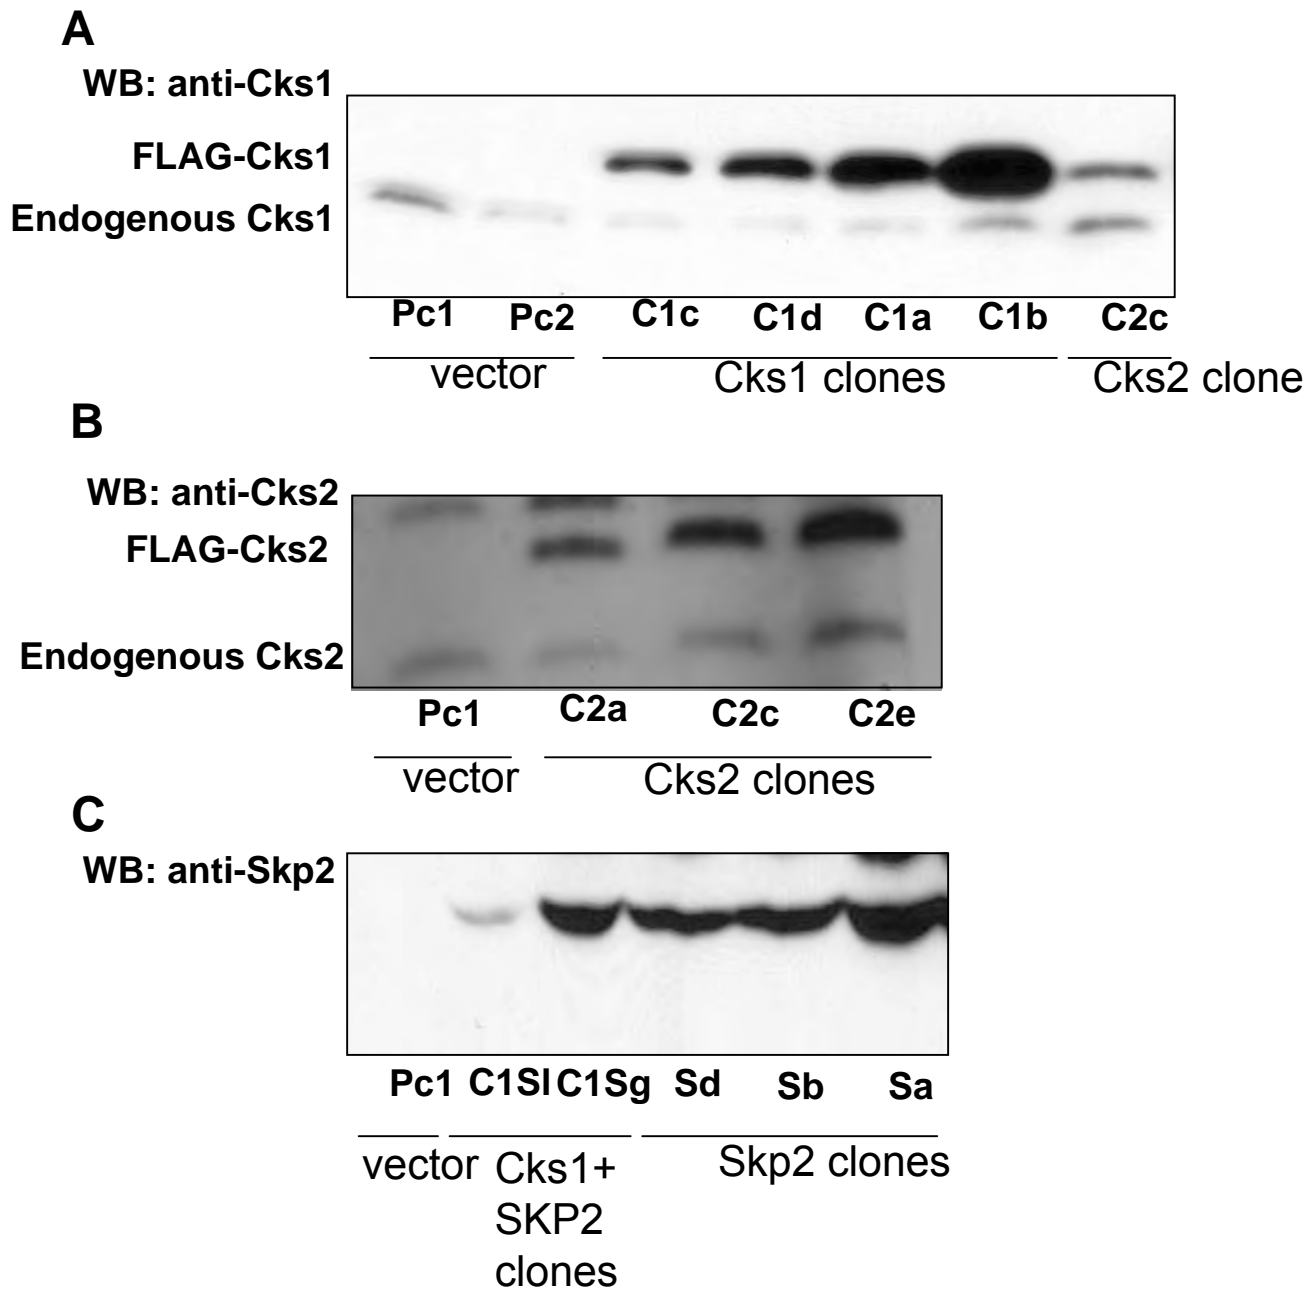 A
WB: anti-Cks1
FLAG-Cks1
Endogenous Cks1
Pc1 Pc2 C1c C1d C1a C1b C2c
vector Cks1 clones Cks2 clone
B
WB: anti-Cks2
FLAG-Cks2
Endogenous Cks2
Pc1 C2a C2c C2e
vector Cks2 clones
C
WB: anti-Skp2
Pc1 C1SI C1Sg Sd Sb Sa
vector Cks1+ Skp2 clones
SKP2
clones